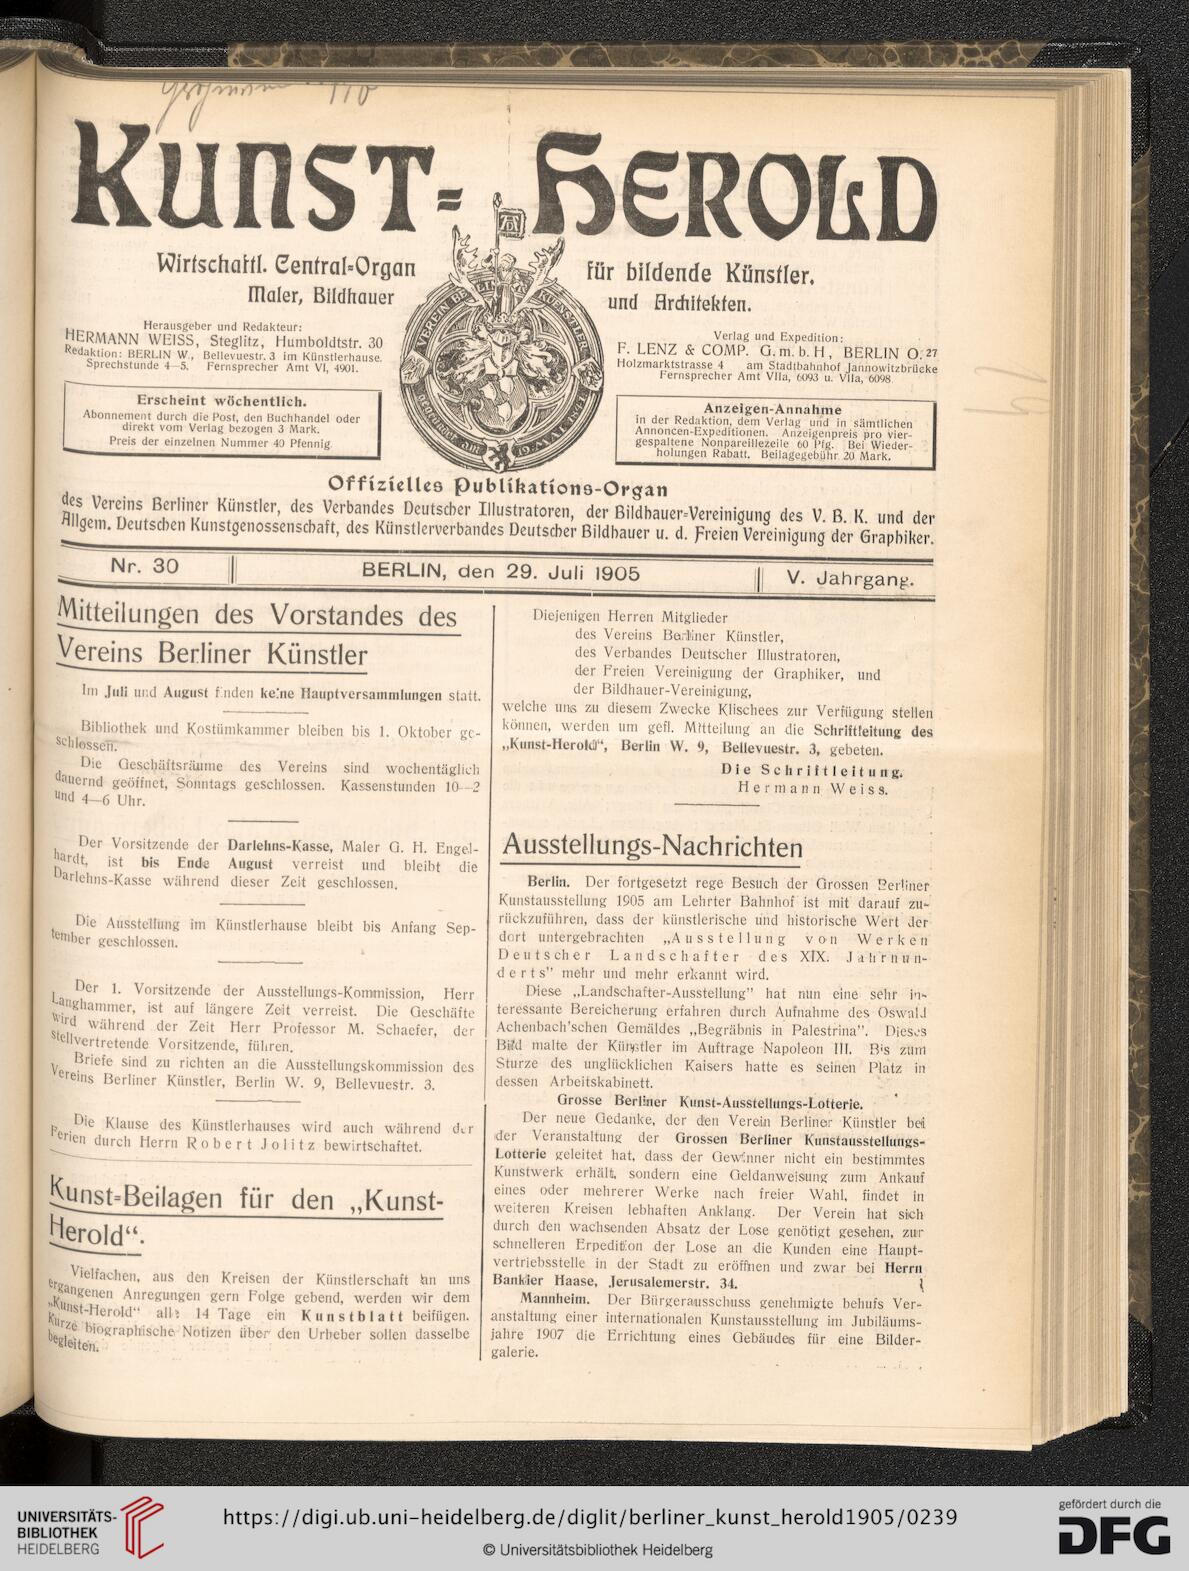 KUNST= HEROLD
Wirtschaftl. Central=Organ
für bildende Künstler,
Maler, Bildhauer
und Architekten.
Herausgeber und Redakteur:
HERMANN WEISS, Steglitz, Humboldtstr. 30
Redaktion: BERLIN W., Bellevuestr. 3 im Künstlerhause.
Sprechstunde 4—5. Fernsprecher Amt VI, 4901.
Erscheint wöchentlich.
Abonnement durch die Post, den Buchhandel oder
direkt vom Verlag bezogen 3 Mark.
Preis der einzelnen Nummer 40 Pfennig.
VEREIN BERLINER KUENSTLER
GEGRÜNDET AM 19. MAI 1841
Verlag und Expedition:
F. LENZ & COMP. G. m. b. H., BERLIN O. 27
Holzmarktstrasse 4 am Stadtbahnhof Jannowitzbrücke
Fernsprecher Amt VIIa, 6093 u. VIIa, 6098.
Anzeigen-Annahme
in der Redaktion, dem Verlag und in sämtlichen
Annoncen-Expeditionen. Anzeigenpreis pro vier-
gespaltene Nonpareillezeile 60 Pfg. Bei Wieder-
holungen Rabatt. Beilagegebühr 20 Mark.
Offizielles Publikations-Organ
des Vereins Berliner Künstler, des Verbandes Deutscher Illustratoren, der Bildhauer=Vereinigung des V. B. K. und der
Allgem. Deutschen Kunstgenossenschaft, des Künstlerverbandes Deutscher Bildhauer u. d. Freien Vereinigung der Graphiker.
Nr. 30
BERLIN, den 29. Juli 1905
V. Jahrgang.
Mitteilungen des Vorstandes des
Vereins Berliner Künstler
Im Juli und August finden keine Hauptversammlungen statt.
Bibliothek und Kostümkammer bleiben bis 1. Oktober ge-
schlossen.
Die Geschäftsräume des Vereins sind wochentäglich
dauernd geöffnet, Sonntags geschlossen. Kassenstunden 10—2
und 4—6 Uhr.
Der Vorsitzende der Darlehns-Kasse, Maler G. H. Engel-
hardt, ist bis Ende August verreist und bleibt die
Darlehns-Kasse während dieser Zeit geschlossen.
Die Ausstellung im Künstlerhause bleibt bis Anfang Sep-
tember geschlossen.
Der 1. Vorsitzende der Ausstellungs-Kommission, Herr
Langhammer, ist auf längere Zeit verreist. Die Geschäfte
wird während der Zeit Herr Professor M. Schaefer, der
stellvertretende Vorsitzende, führen.
Briefe sind zu richten an die Ausstellungskommission des
Vereins Berliner Künstler, Berlin W. 9, Bellevuestr. 3.
Die Klause des Künstlerhauses wird auch während der
Ferien durch Herrn Robert Jolitz bewirtschaftet.
Kunst=Beilagen für den „Kunst-
Herold“.
Vielfachen, aus den Kreisen der Künstlerschaft an uns
ergangenen Anregungen gern Folge gebend, werden wir dem
„Kunst-Herold“ alle 14 Tage ein Kunstblatt beifügen.
Kurze biographische Notizen über den Urheber sollen dasselbe
begleiten.
Diejenigen Herren Mitglieder
des Vereins Berliner Künstler,
des Verbandes Deutscher Illustratoren,
der Freien Vereinigung der Graphiker, und
der Bildhauer-Vereinigung,
welche uns zu diesem Zwecke Klischees zur Verfügung stellen
können, werden um gefl. Mitteilung an die Schriftleitung des
„Kunst-Herold“, Berlin W. 9, Bellevuestr. 3, gebeten.
Die Schriftleitung.
Hermann Weiss.
Ausstellungs-Nachrichten
Berlin. Der fortgesetzt rege Besuch der Grossen Berliner
Kunstausstellung 1905 am Lehrter Bahnhof ist mit darauf zu-
rückzuführen, dass der künstlerische und historische Wert der
dort untergebrachten „Ausstellung von Werken
Deutscher Landschafter des XIX. Jahrhun-
derts” mehr und mehr erkannt wird.
Diese „Landschafter-Ausstellung” hat nun eine sehr in-
teressante Bereicherung erfahren durch Aufnahme des Oswald
Achenbach'schen Gemäldes „Begräbnis in Palestrina”. Dieses
Bild malte der Künstler im Auftrage Napoleon III. Bis zum
Sturze des unglücklichen Kaisers hatte es seinen Platz in
dessen Arbeitskabinett.
Grosse Berliner Kunst-Ausstellungs-Lotterie.
Der neue Gedanke, der den Verein Berliner Künstler bei
der Veranstaltung der Grossen Berliner Kunstausstellungs-
Lotterie geleitet hat, dass der Gewinner nicht ein bestimmtes
Kunstwerk erhält, sondern eine Geldanweisung zum Ankauf
eines oder mehrerer Werke nach freier Wahl, findet in
weiteren Kreisen lebhaften Anklang. Der Verein hat sich
durch den wachsenden Absatz der Lose genötigt gesehen, zur
schnelleren Erpedition der Lose an die Kunden eine Haupt-
vertriebsstelle in der Stadt zu eröffnen und zwar bei Herrn
Bankier Haase, Jerusalemerstr. 34.
Mannheim. Der Bürgerausschuss genehmigte behufs Ver-
anstaltung einer internationalen Kunstausstellung im Jubiläums-
jahre 1907 die Errichtung eines Gebäudes für eine Bilder-
galerie.
UNIVERSITÄTS-
BIBLIOTHEK
HEIDELBERG
https://digi.ub.uni-heidelberg.de/diglit/berliner_kunst_herold1905/0239
© Universitätsbibliothek Heidelberg
gefördert durch die
DFG